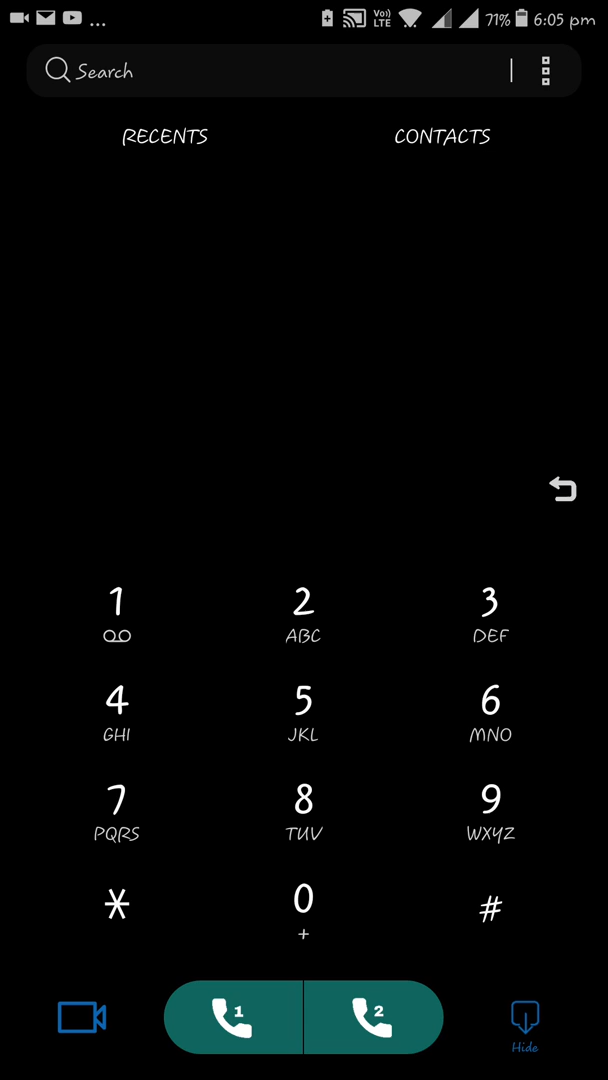 ... Vo) LTE 71% 6:05 pm
Search
RECENTS CONTACTS
1 2 3
ABC DEF
4 5 6
GHI JKL MNO
7 8 9
PQRS TUV WXYZ
* 0 #
+
1 2
Hide